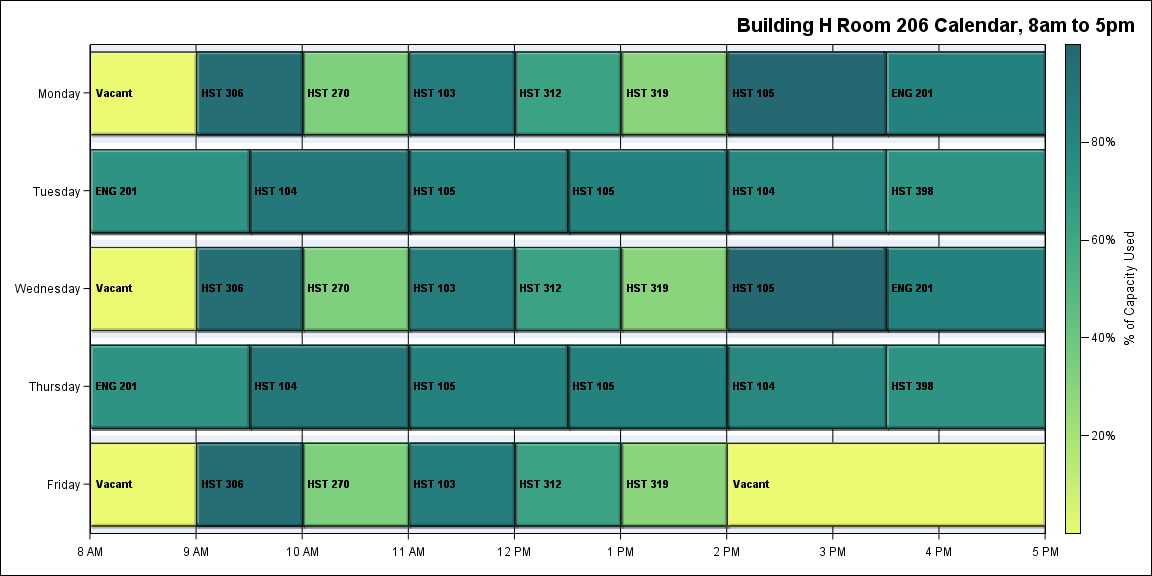 Building H Room 206 Calendar, 8am to 5pm
Monday
Vacant
HST 306
HST 270
HST 103
HST 312
HST 319
HST 105
ENG 201
Tuesday
ENG 201
HST 104
HST 105
HST 105
HST 104
HST 398
Wednesday
Vacant
HST 306
HST 270
HST 103
HST 312
HST 319
HST 105
ENG 201
Thursday
ENG 201
HST 104
HST 105
HST 105
HST 104
HST 398
Friday
Vacant
HST 306
HST 270
HST 103
HST 312
HST 319
Vacant
8 AM
9 AM
10 AM
11 AM
12 PM
1 PM
2 PM
3 PM
4 PM
5 PM
80%
60%
40%
20%
% of Capacity Used